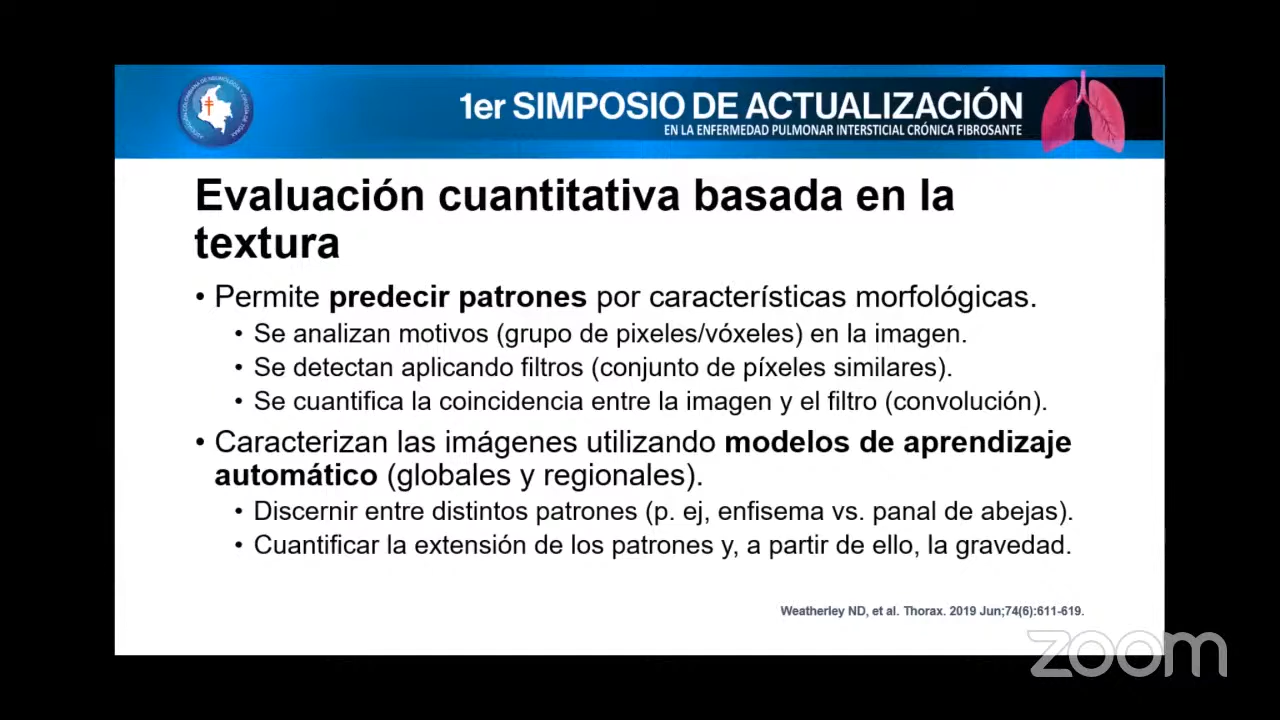 1er SIMPOSIO DE ACTUALIZACIÓN
EN LA ENFERMEDAD PULMONAR INTERSTICIAL CRÓNICA FIBROSANTE
Evaluación cuantitativa basada en la
textura
• Permite predecir patrones por características morfológicas.
• Se analizan motivos (grupo de pixeles/vóxeles) en la imagen.
• Se detectan aplicando filtros (conjunto de píxeles similares).
• Se cuantifica la coincidencia entre la imagen y el filtro (convolución).
• Caracterizan las imágenes utilizando modelos de aprendizaje
automático (globales y regionales).
• Discernir entre distintos patrones (p. ej, enfisema vs. panal de abejas).
• Cuantificar la extensión de los patrones y, a partir de ello, la gravedad.
Weatherley ND, et al. Thorax. 2019 Jun;74(6):611-619.
zoom